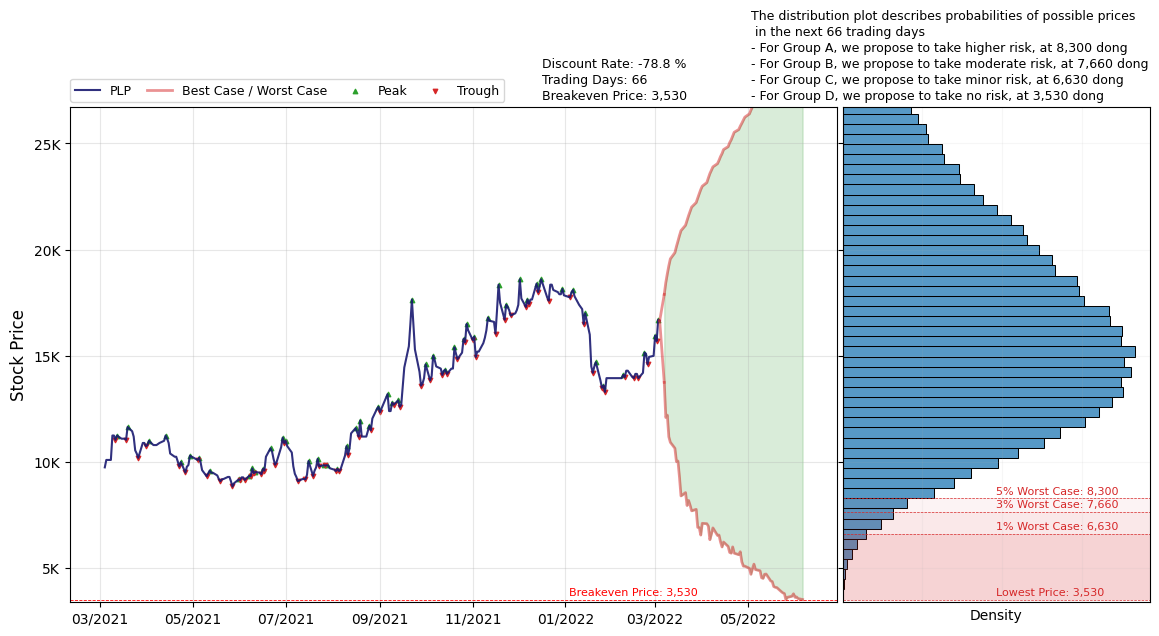 The distribution plot describes probabilities of possible prices
in the next 66 trading days
- For Group A, we propose to take higher risk, at 8,300 dong
- For Group B, we propose to take moderate risk, at 7,660 dong
- For Group C, we propose to take minor risk, at 6,630 dong
- For Group D, we propose to take no risk, at 3,530 dong
Discount Rate: -78.8 %
Trading Days: 66
Breakeven Price: 3,530
PLP
Best Case / Worst Case
Peak
Trough
Stock Price
25K
20K
15K
10K
5K
Breakeven Price: 3,530
03/2021
05/2021
07/2021
09/2021
11/2021
01/2022
03/2022
05/2022
5% Worst Case: 8,300
3% Worst Case: 7,660
1% Worst Case: 6,630
Lowest Price: 3,530
Density